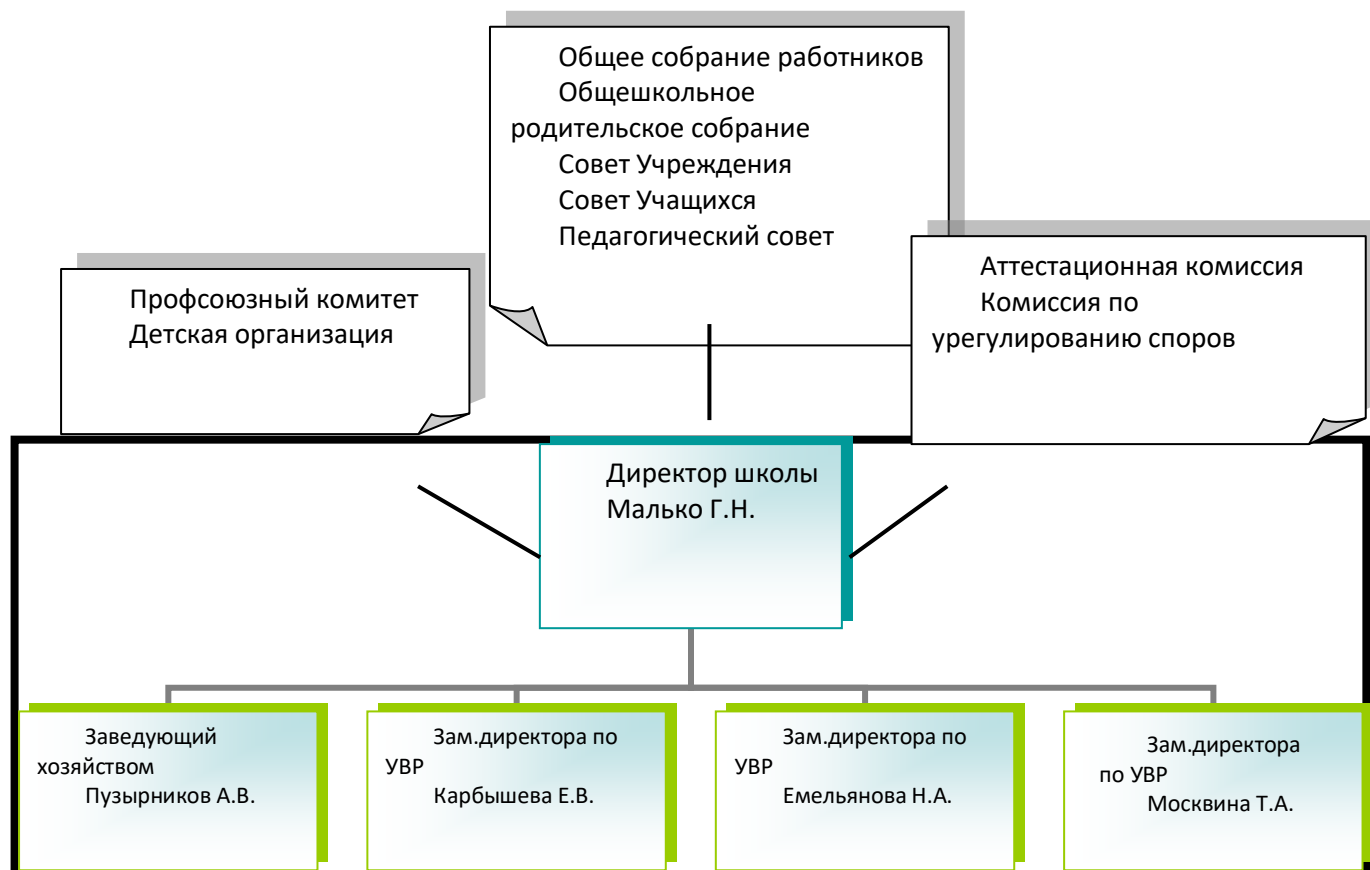 Общее собрание работников
Общешкольное
родительское собрание
Совет Учреждения
Совет Учащихся
Педагогический совет
Профсоюзный комитет
Детская организация
Аттестационная комиссия
Комиссия по
урегулированию споров
Директор школы
Малько Г.Н.
Заведующий
хозяйством
Пузырников А.В.
Зам.директора по
УВР
Карбышева Е.В.
Зам.директора по
УВР
Емельянова Н.А.
Зам.директора
по УВР
Москвина Т.А.